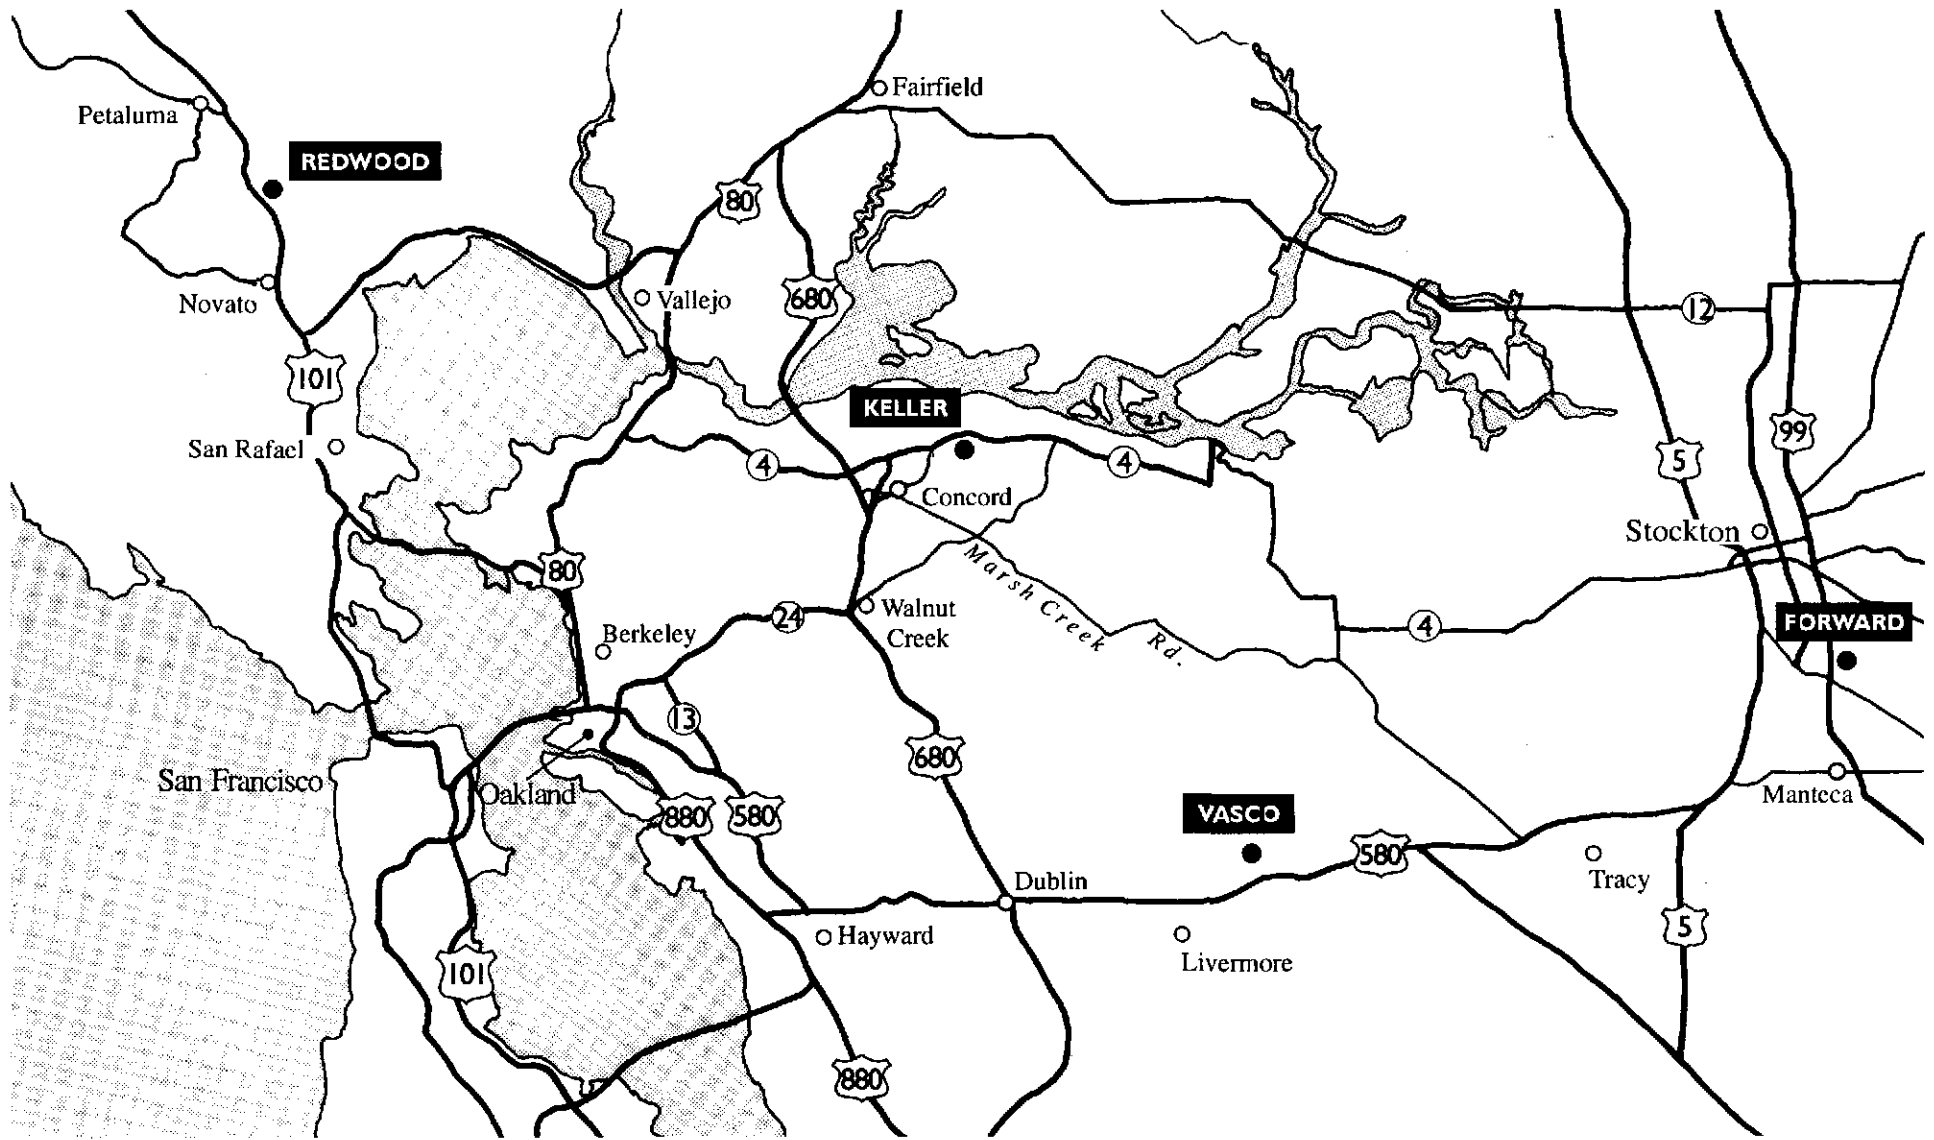 Fairfield
Petaluma
REDWOOD
80
Novato
Vallejo
680
12
101
KELLER
99
San Rafael
4
4
5
Concord
Stockton
80
Marsh Creek Rd.
24
Walnut
Creek
Berkeley
4
FORWARD
13
680
San Francisco
Oakland
Manteca
880
580
VASCO
580
Dublin
Tracy
Hayward
5
Livermore
101
880